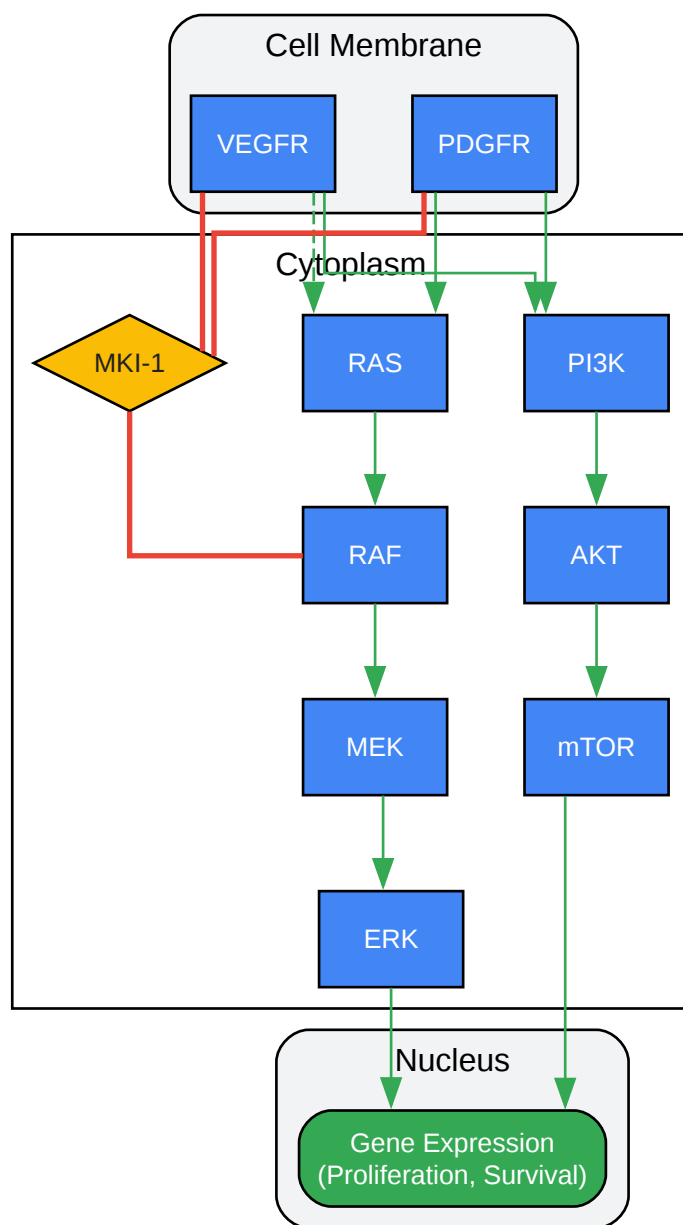 Cell Membrane
VEGFR
PDGFR
Cytoplasm
MKI-1
RAS
PI3K
RAF
AKT
MEK
mTOR
ERK
Nucleus
Gene Expression
(Proliferation, Survival)